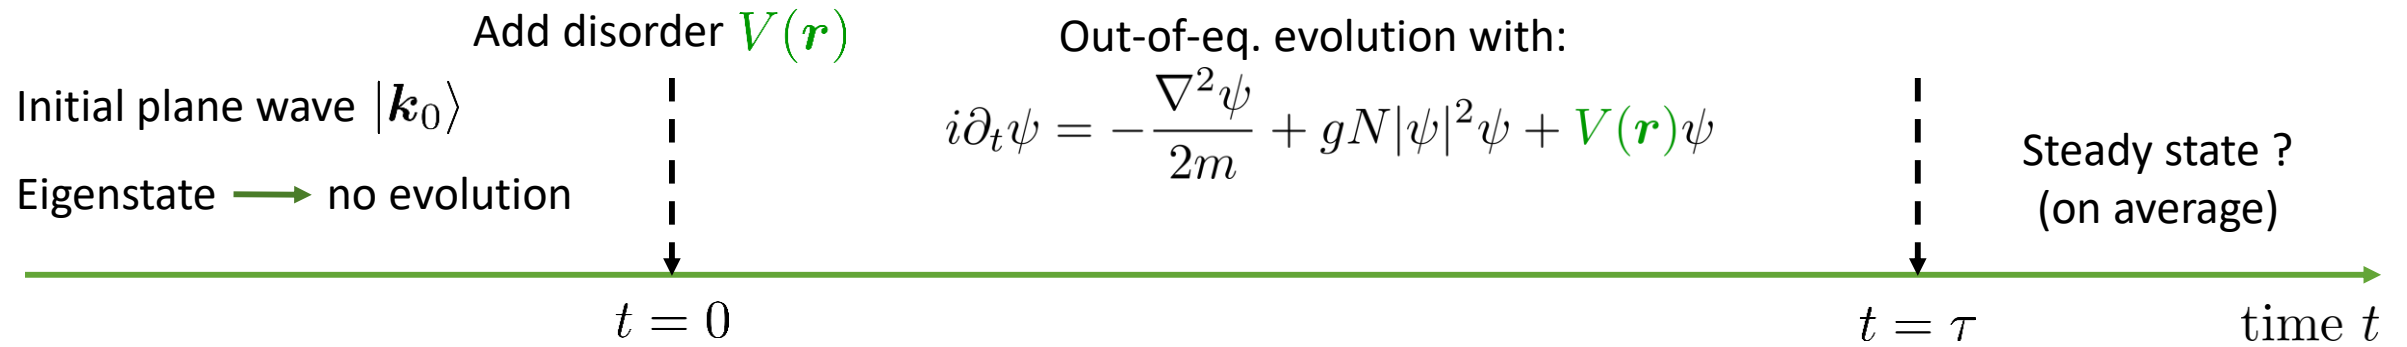 Add disorder V(𝒓)
Out-of-eq. evolution with:
Initial plane wave |𝒌₀⟩
i∂ₜψ = −∇²ψ/2m + gN|ψ|²ψ + V(𝒓)ψ
Steady state ?
Eigenstate ⟶ no evolution
(on average)
t = 0
t = τ
time t